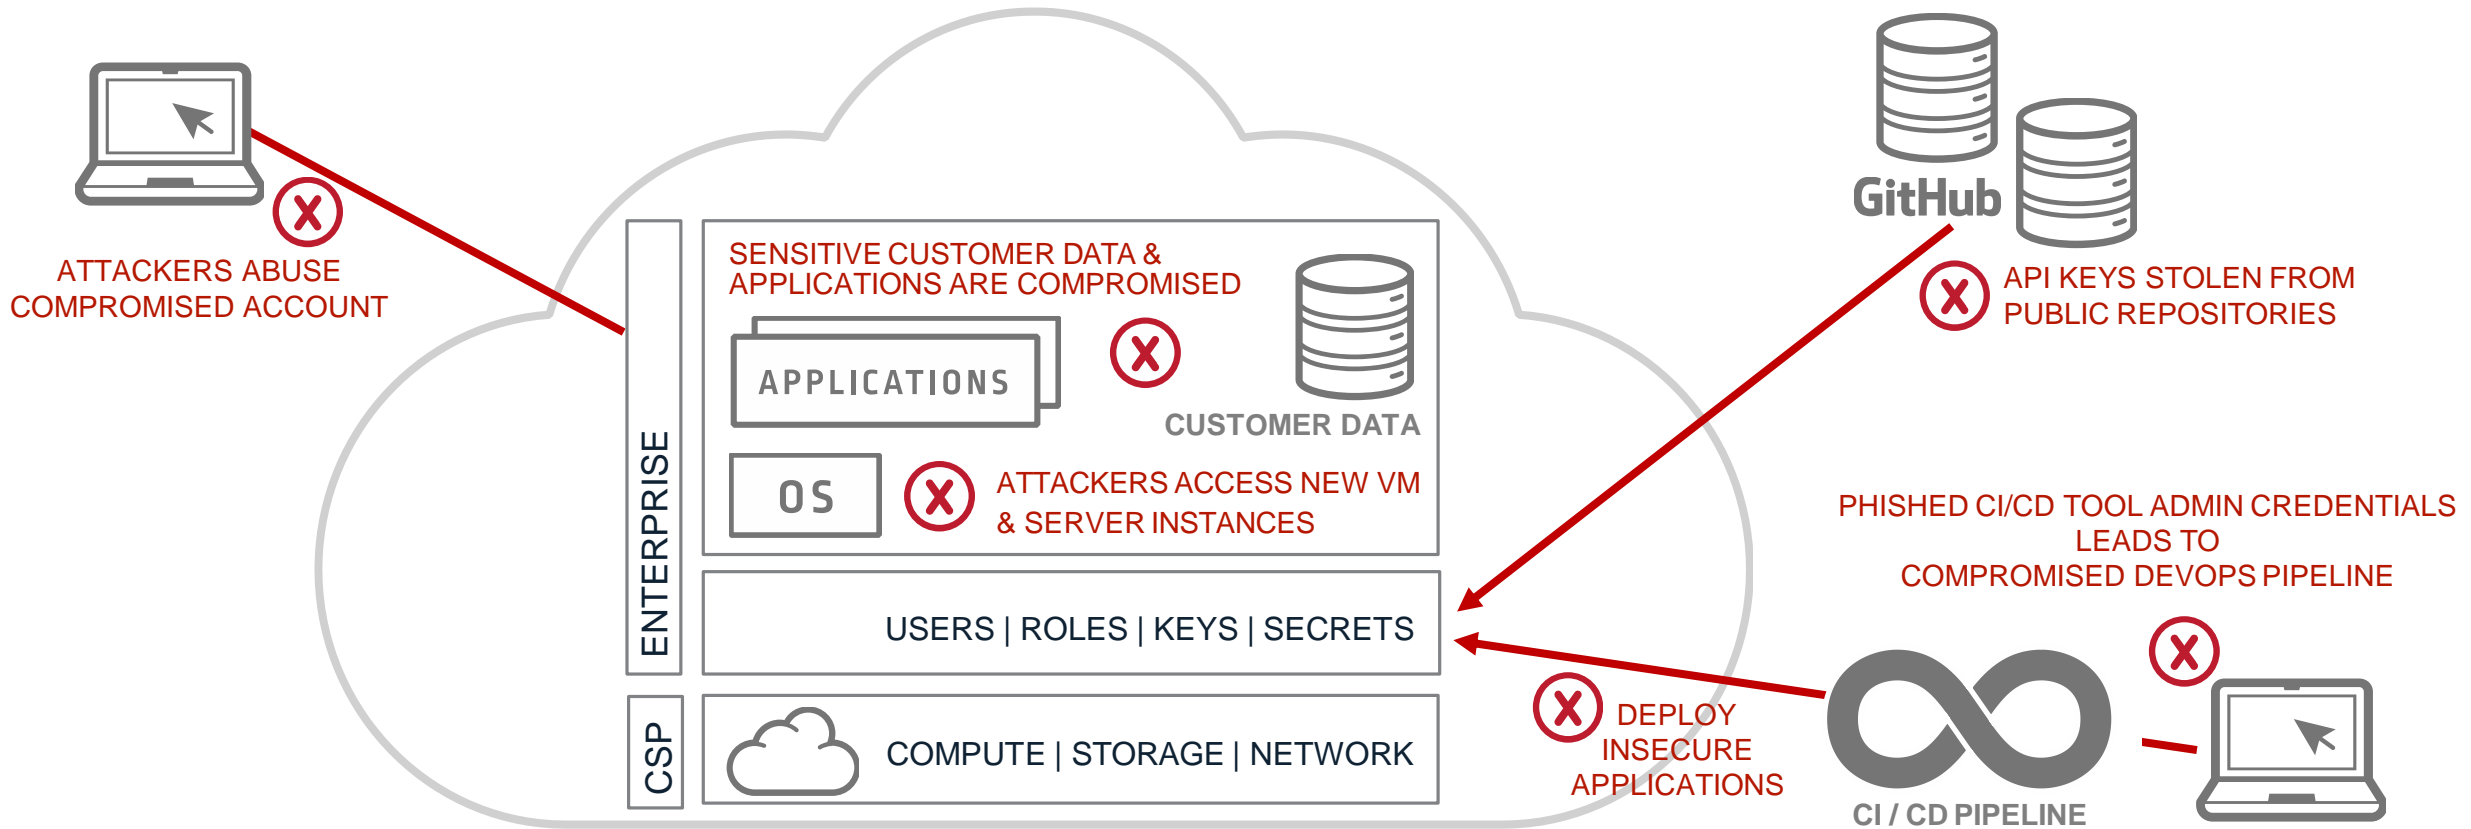 ATTACKERS ABUSE
COMPROMISED ACCOUNT
ENTERPRISE
SENSITIVE CUSTOMER DATA &
APPLICATIONS ARE COMPROMISED
APPLICATIONS
CUSTOMER DATA
OS
ATTACKERS ACCESS NEW VM
& SERVER INSTANCES
USERS | ROLES | KEYS | SECRETS
CSP
COMPUTE | STORAGE | NETWORK
GitHub
API KEYS STOLEN FROM
PUBLIC REPOSITORIES
PHISHED CI/CD TOOL ADMIN CREDENTIALS
LEADS TO
COMPROMISED DEVOPS PIPELINE
DEPLOY
INSECURE
APPLICATIONS
CI / CD PIPELINE